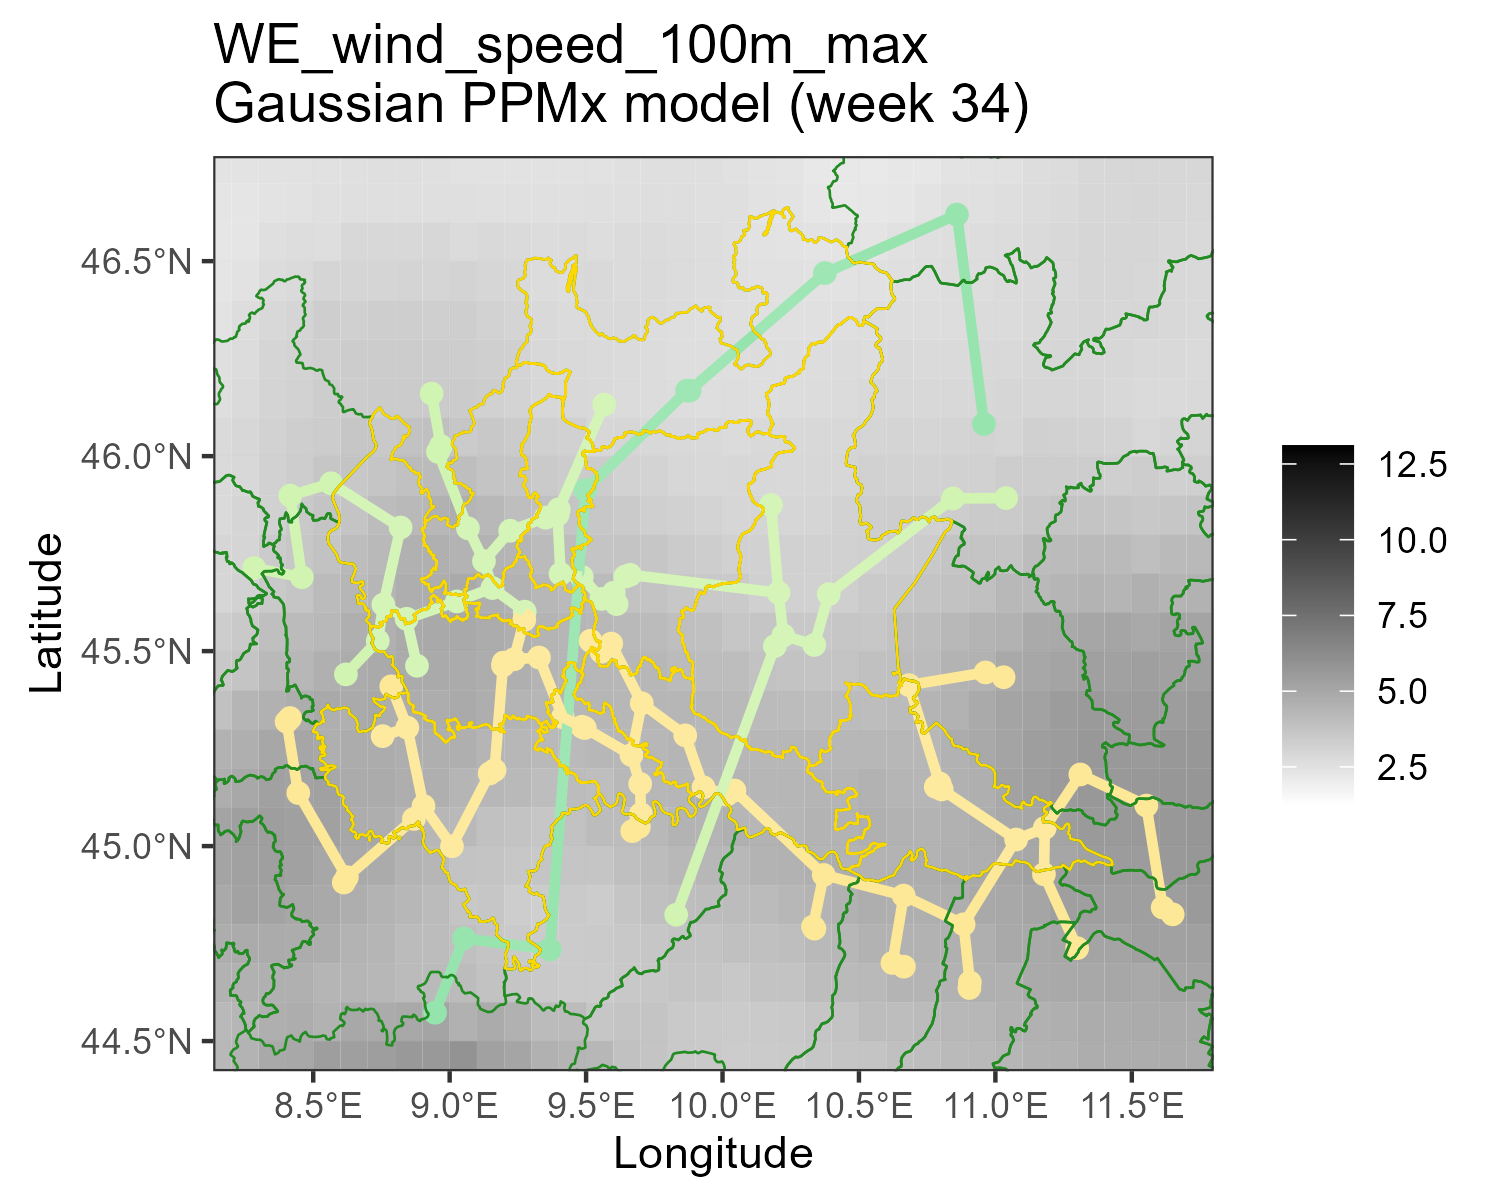 WE_wind_speed_100m_max
Gaussian PPMx model (week 34)
Latitude
46.5°N
46.0°N
45.5°N
45.0°N
44.5°N
8.5°E
9.0°E
9.5°E
10.0°E
10.5°E
11.0°E
11.5°E
Longitude
12.5
10.0
7.5
5.0
2.5